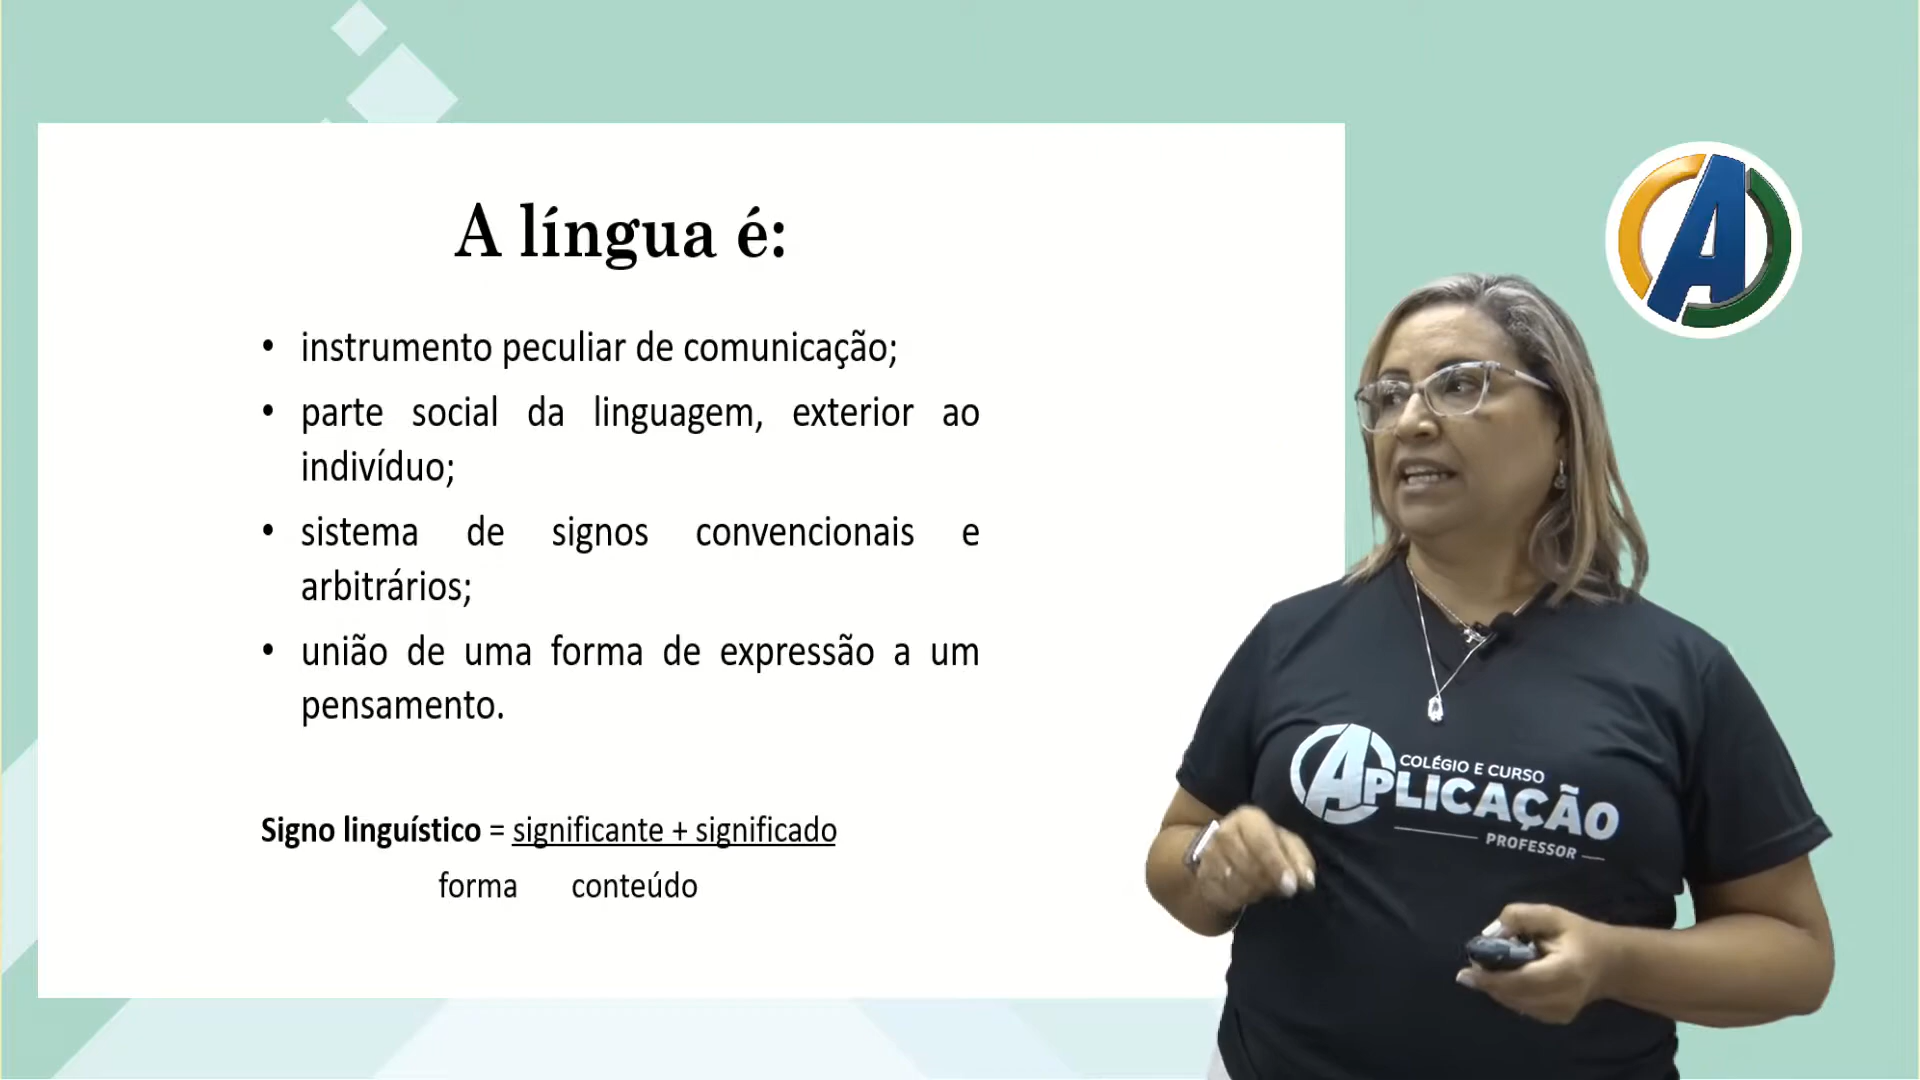 A língua é:
• instrumento peculiar de comunicação;
• parte social da linguagem, exterior ao
indivíduo;
• sistema de signos convencionais e
arbitrários;
• união de uma forma de expressão a um
pensamento.
Signo linguístico = significante + significado
forma conteúdo
A
COLÉGIO E CURSO
APLICAÇÃO
PROFESSOR